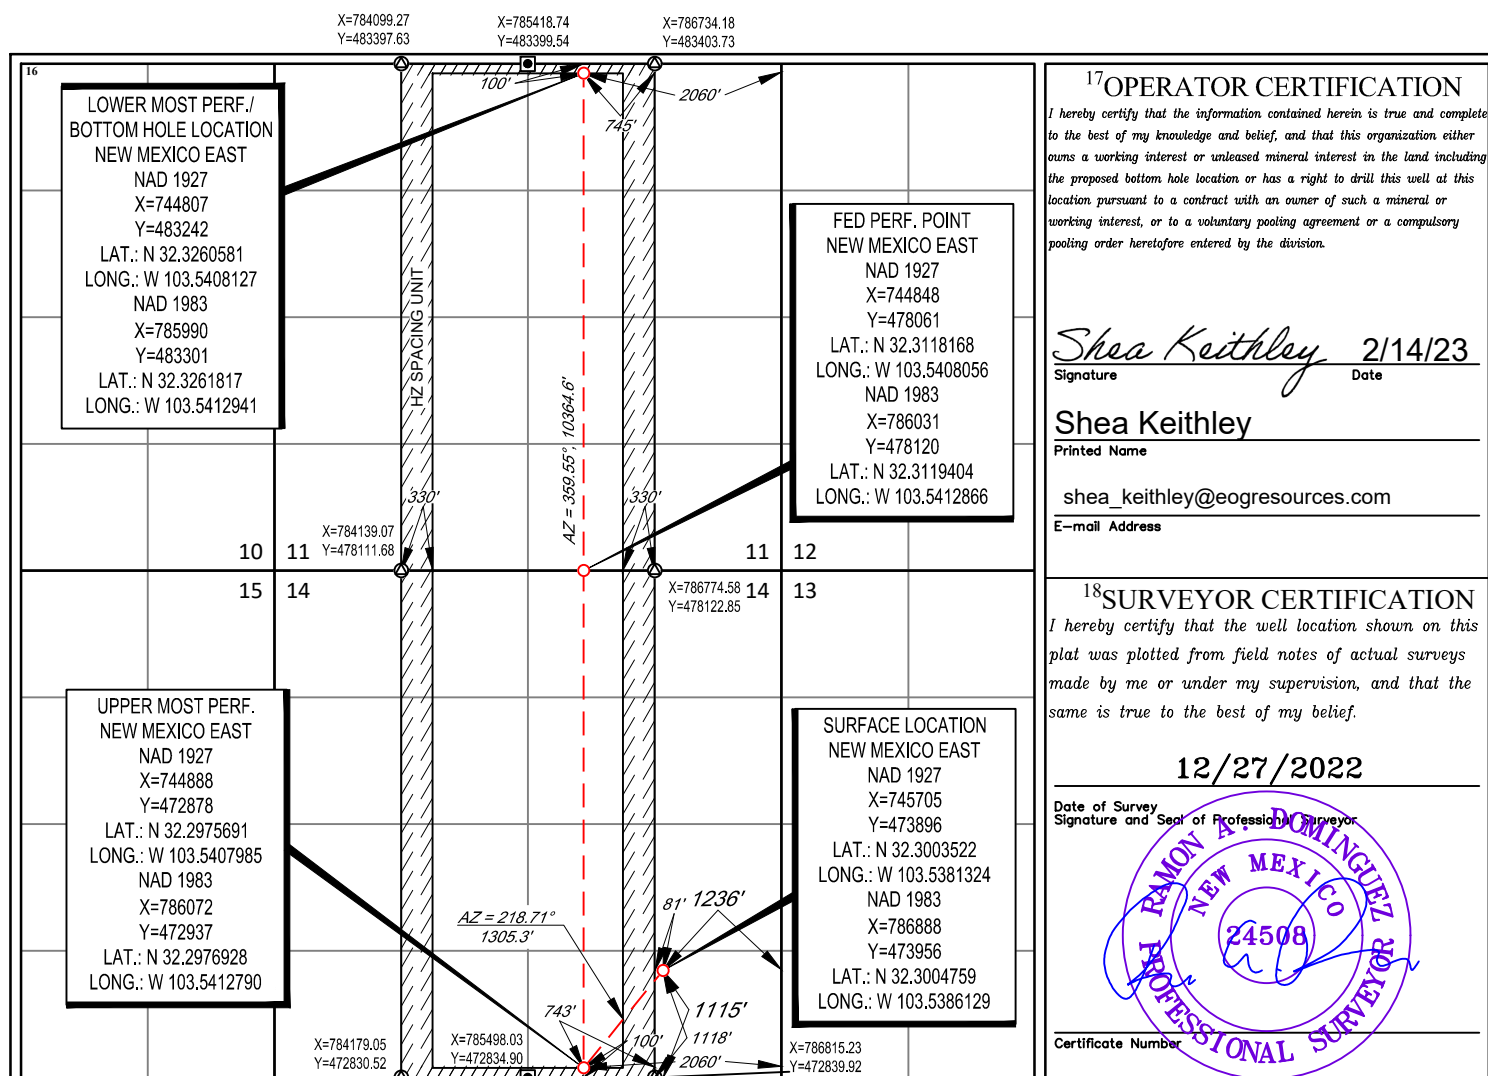 X=784099.27
Y=483397.63
X=785418.74
Y=483399.54
X=786734.18
Y=483403.73
16
LOWER MOST PERF./
BOTTOM HOLE LOCATION
NEW MEXICO EAST
NAD 1927
X=744807
Y=483242
LAT.: N 32.3260581
LONG.: W 103.5408127
NAD 1983
X=785990
Y=483301
LAT.: N 32.3261817
LONG.: W 103.5412941
100'
2060'
745'
HZ SPACING UNIT
AZ = 359.55°, 10364.6'
FED PERF. POINT
NEW MEXICO EAST
NAD 1927
X=744848
Y=478061
LAT.: N 32.3118168
LONG.: W 103.5408056
NAD 1983
X=786031
Y=478120
LAT.: N 32.3119404
LONG.: W 103.5412866
330'
330'
X=784139.07
Y=478111.68
10 11
11 12
15 14
14 13
X=786774.58
Y=478122.85
UPPER MOST PERF.
NEW MEXICO EAST
NAD 1927
X=744888
Y=472878
LAT.: N 32.2975691
LONG.: W 103.5407985
NAD 1983
X=786072
Y=472937
LAT.: N 32.2976928
LONG.: W 103.5412790
SURFACE LOCATION
NEW MEXICO EAST
NAD 1927
X=745705
Y=473896
LAT.: N 32.3003522
LONG.: W 103.5381324
NAD 1983
X=786888
Y=473956
LAT.: N 32.3004759
LONG.: W 103.5386129
81' 1236'
AZ = 218.71°
1305.3'
743'
1115'
100'
1118'
2060'
X=784179.05
Y=472830.52
X=785498.03
Y=472834.90
X=786815.23
Y=472839.92
17OPERATOR CERTIFICATION
I hereby certify that the information contained herein is true and complete
to the best of my knowledge and belief, and that this organization either
owns a working interest or unleased mineral interest in the land including
the proposed bottom hole location or has a right to drill this well at this
location pursuant to a contract with an owner of such a mineral or
working interest, or to a voluntary pooling agreement or a compulsory
pooling order heretofore entered by the division.
Shea Keithley 2/14/23
Signature Date
Shea Keithley
Printed Name
shea_keithley@eogresources.com
E-mail Address
18SURVEYOR CERTIFICATION
I hereby certify that the well location shown on this
plat was plotted from field notes of actual surveys
made by me or under my supervision, and that the
same is true to the best of my belief.
12/27/2022
Date of Survey
Signature and Seal of Professional Surveyor
RAMON A. DOMINGUEZ
NEW MEXICO
24508
PROFESSIONAL SURVEYOR
Certificate Number